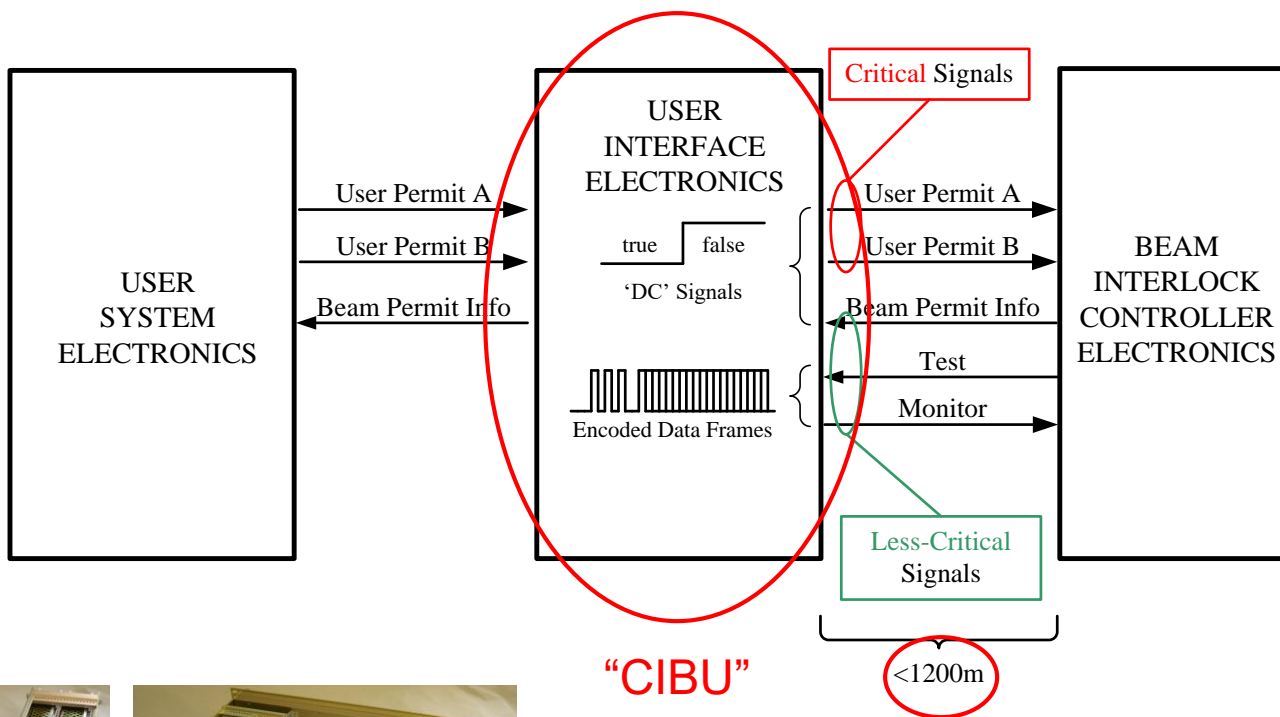 Critical Signals
USER
SYSTEM
ELECTRONICS
User Permit A
User Permit B
Beam Permit Info
USER
INTERFACE
ELECTRONICS
true
false
‘DC’ Signals
Encoded Data Frames
User Permit A
User Permit B
Beam Permit Info
Test
Monitor
BEAM
INTERLOCK
CONTROLLER
ELECTRONICS
Less-Critical
Signals
“CIBU”
<1200m